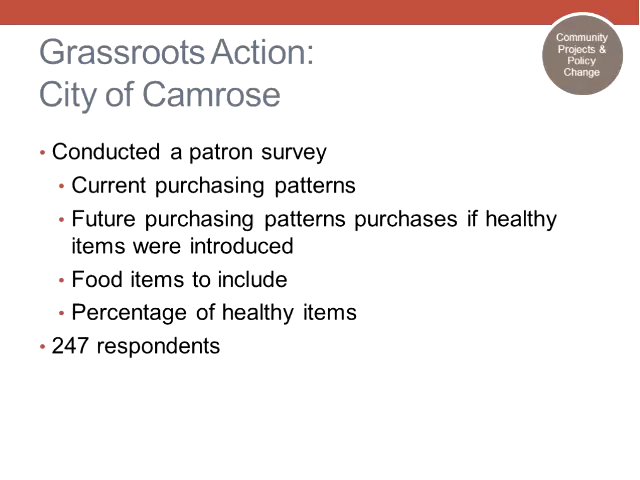 Grassroots Action:
City of Camrose
Community
Projects &
Policy
Change
• Conducted a patron survey
• Current purchasing patterns
• Future purchasing patterns purchases if healthy
items were introduced
• Food items to include
• Percentage of healthy items
• 247 respondents